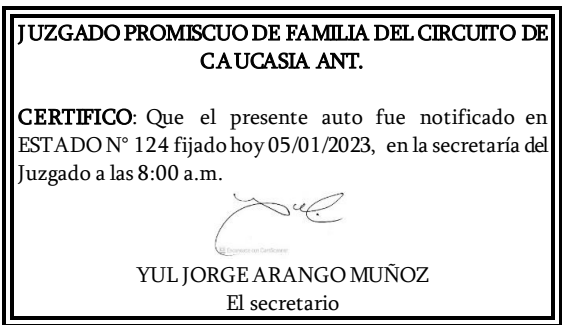 JUZGADO PROMISCUO DE FAMILIA DEL CIRCUITO DE
CAUCASIA ANT.
CERTIFICO: Que el presente auto fue notificado en
ESTADO N° 124 fijado hoy 05/01/2023, en la secretaría del
Juzgado a las 8:00 a.m.
YUL JORGE ARANGO MUÑOZ
El secretario